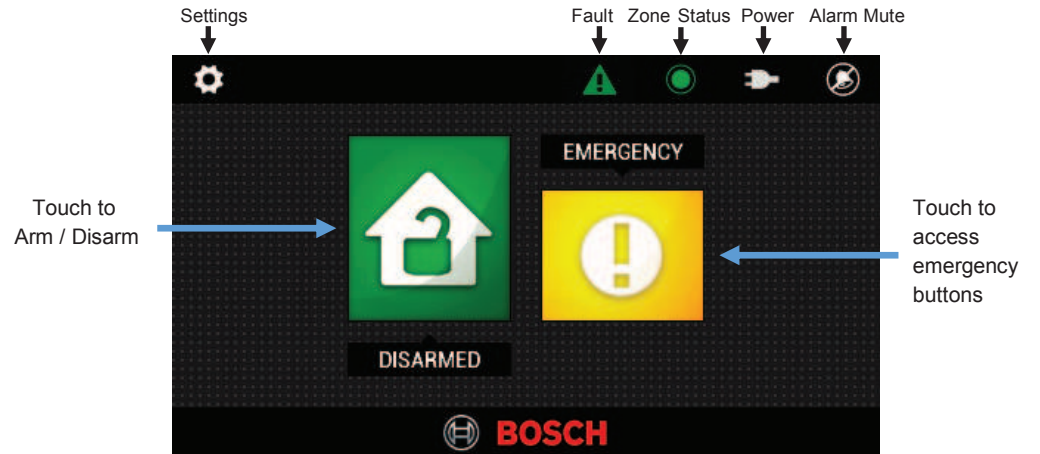 Settings
Fault
Zone Status
Power
Alarm Mute
EMERGENCY
Touch to
Arm / Disarm
Touch to
access
emergency
buttons
DISARMED
BOSCH